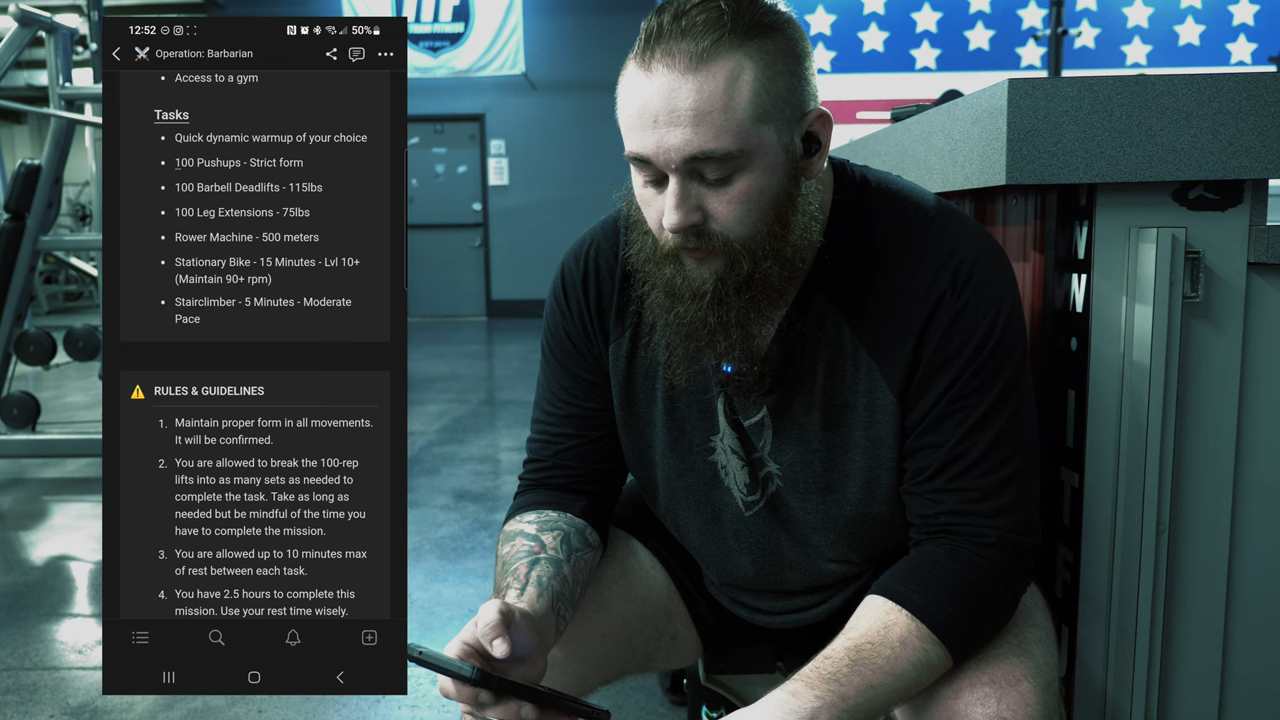 12:52
50%
Operation: Barbarian
Access to a gym
Tasks
Quick dynamic warmup of your choice
100 Pushups - Strict form
100 Barbell Deadlifts - 115lbs
100 Leg Extensions - 75lbs
Rower Machine - 500 meters
Stationary Bike - 15 Minutes - Lvl 10+
(Maintain 90+ rpm)
Stairclimber - 5 Minutes - Moderate
Pace
RULES & GUIDELINES
1. Maintain proper form in all movements.
It will be confirmed.
2. You are allowed to break the 100-rep
lifts into as many sets as needed to
complete the task. Take as long as
needed but be mindful of the time you
have to complete the mission.
3. You are allowed up to 10 minutes max
of rest between each task.
4. You have 2.5 hours to complete this
mission. Use your rest time wisely.